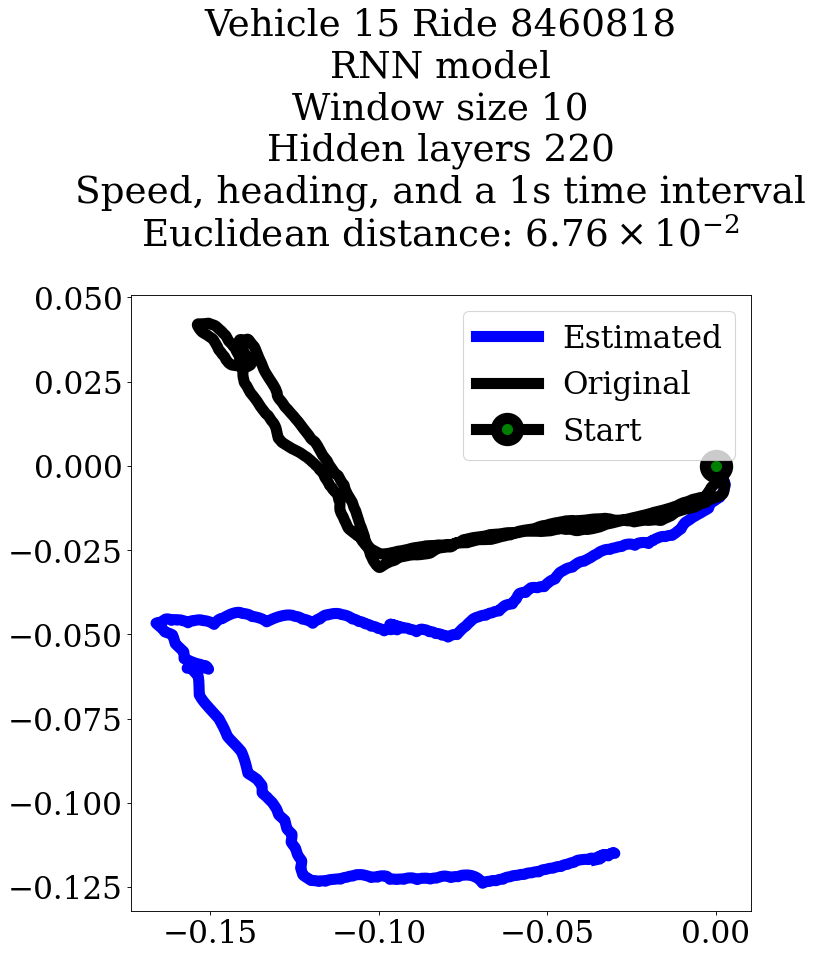 Vehicle 15 Ride 8460818
RNN model
Window size 10
Hidden layers 220
Speed, heading, and a 1s time interval
Euclidean distance: 6.76 × 10⁻²
0.050
0.025
0.000
−0.025
−0.050
−0.075
−0.100
−0.125
Estimated
Original
Start
−0.15 −0.10 −0.05 0.00